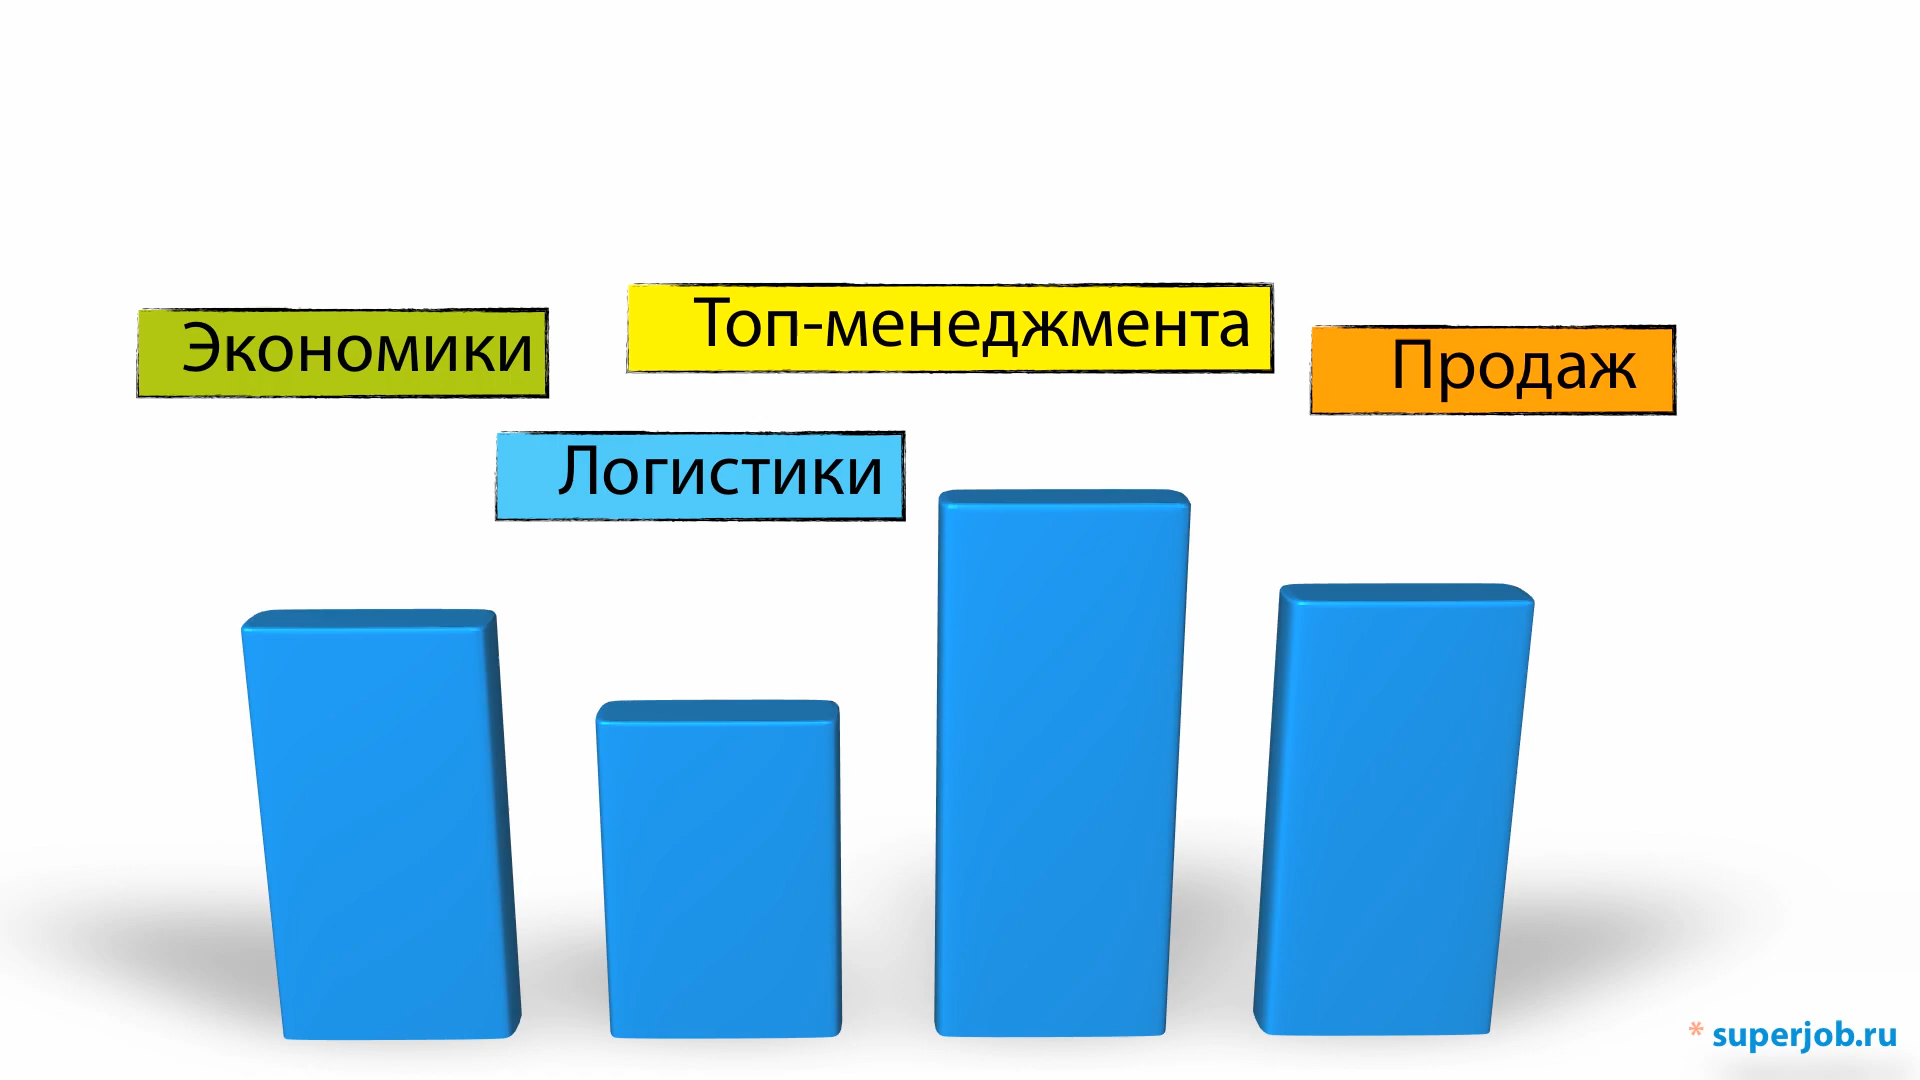 Экономики
Топ-менеджмента
Продаж
Логистики
* superjob.ru